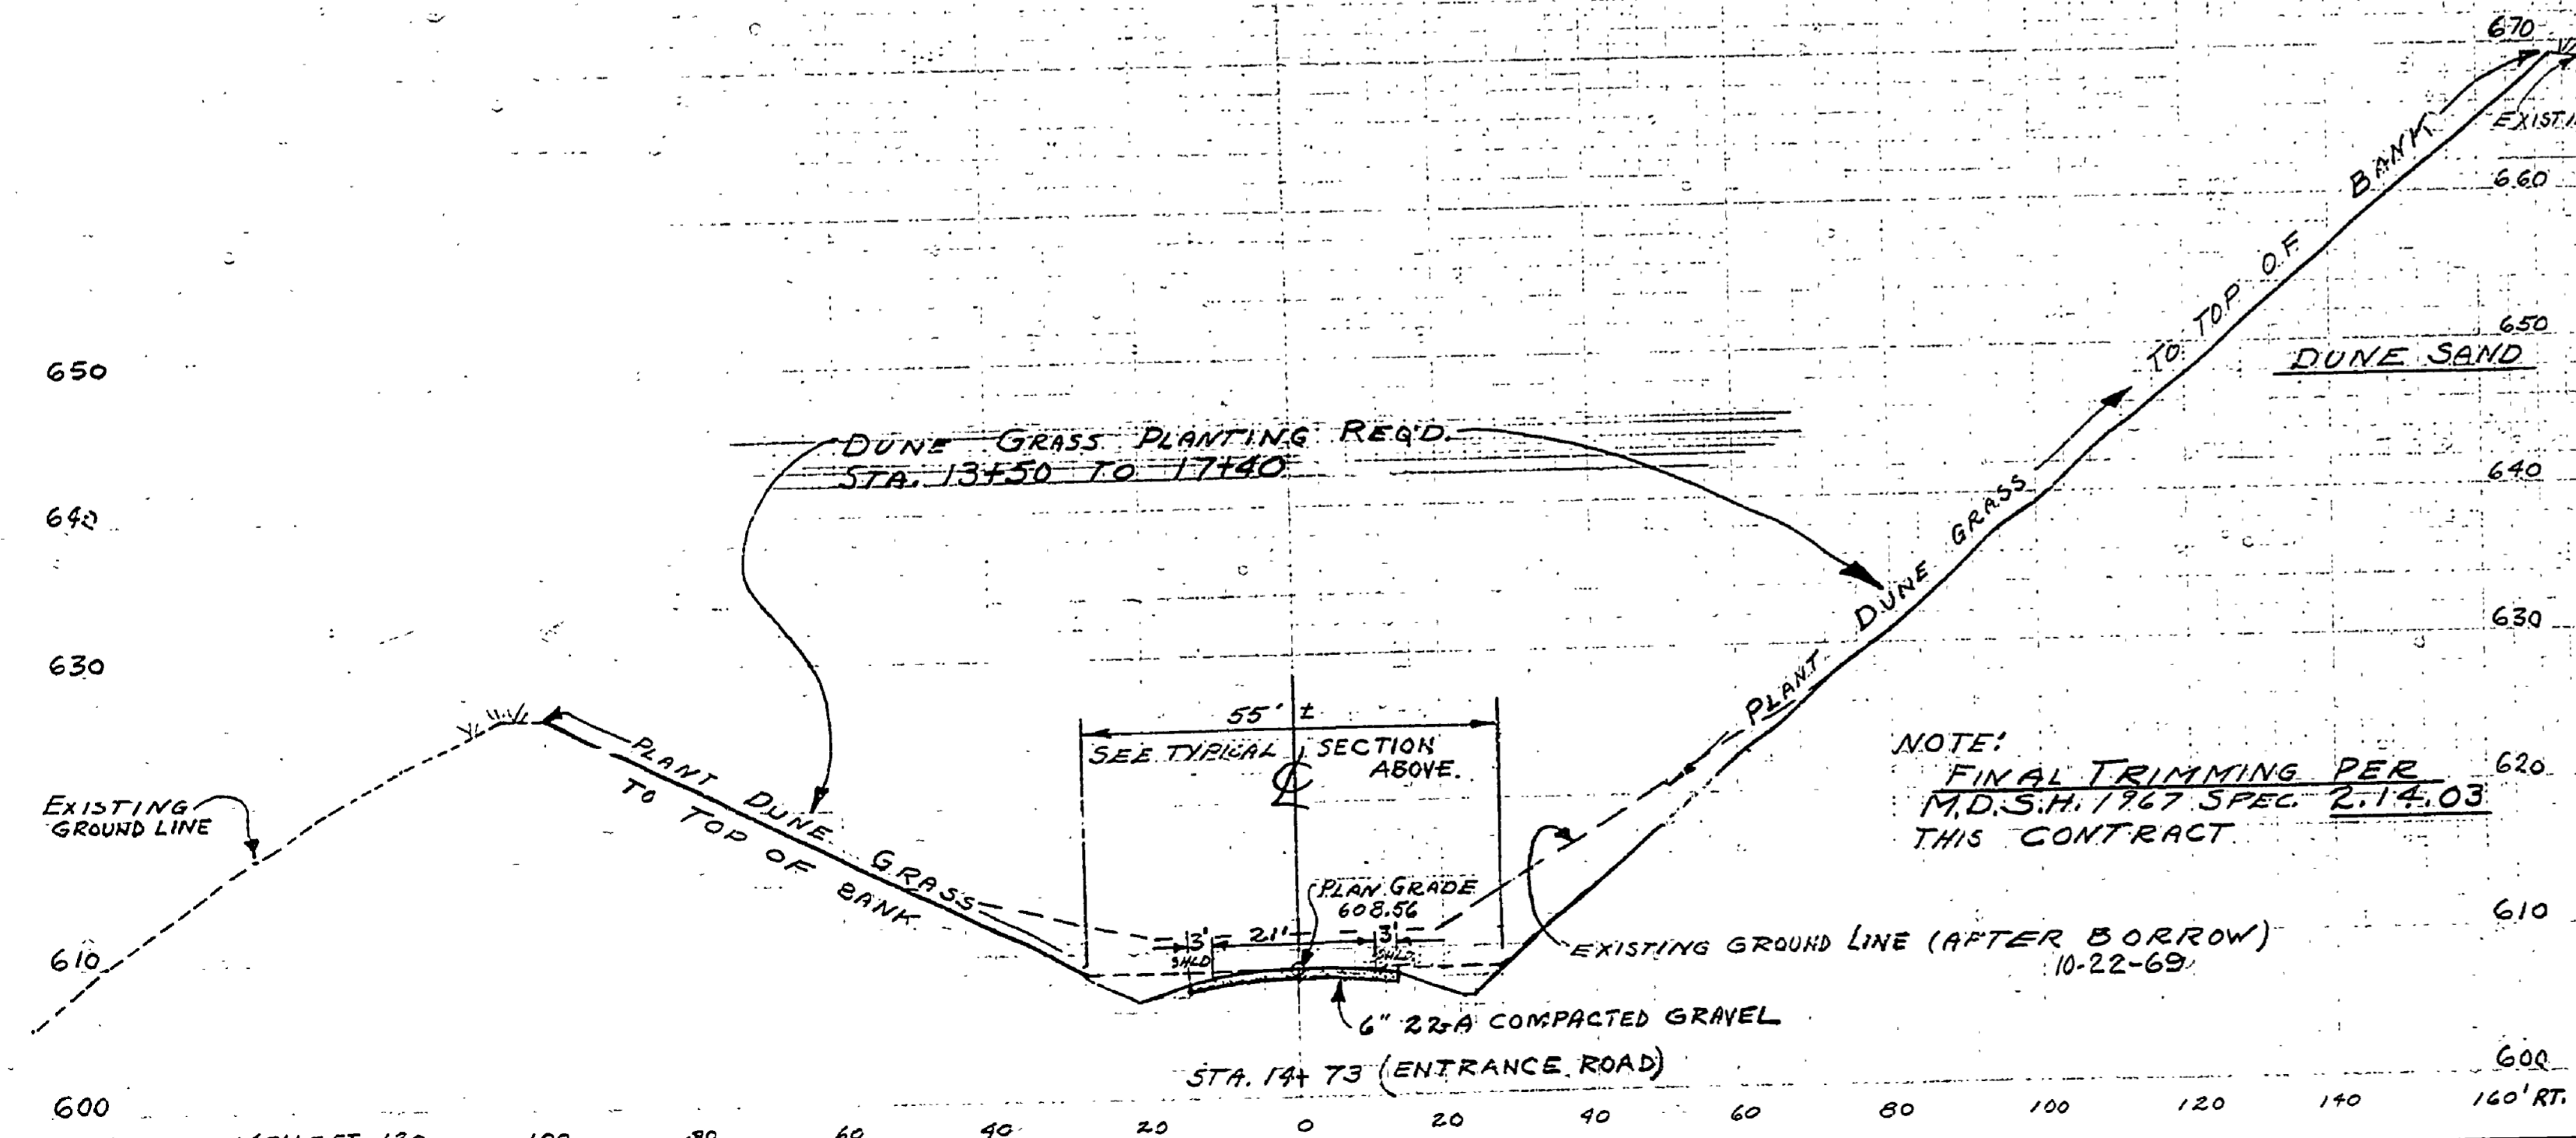 670
BANK
660
TO TOP OF
650
650
DUNE SAND
DUNE GRASS PLANTING REQ'D.
STA. 13+50 TO 17+40
640
640
PLANT DUNE GRASS
630
630
55' ±
SEE TYPICAL SECTION
ABOVE.
℄
NOTE:
FINAL TRIMMING PER
M.D.S.H. 1967 SPEC. 2.14.03
THIS CONTRACT
620
EXISTING
GROUND LINE
PLANT DUNE GRASS
TO TOP OF BANK
PLAN GRADE
608.56
610
610
3' 21' 3'
SHLD SHLD
EXISTING GROUND LINE (AFTER BORROW)
10-22-69
6" 22-A COMPACTED GRAVEL
STA. 14+73 (ENTRANCE ROAD)
600
600
100 80 60 40 20 0 20 40 60 80 100 120 140 160' RT.